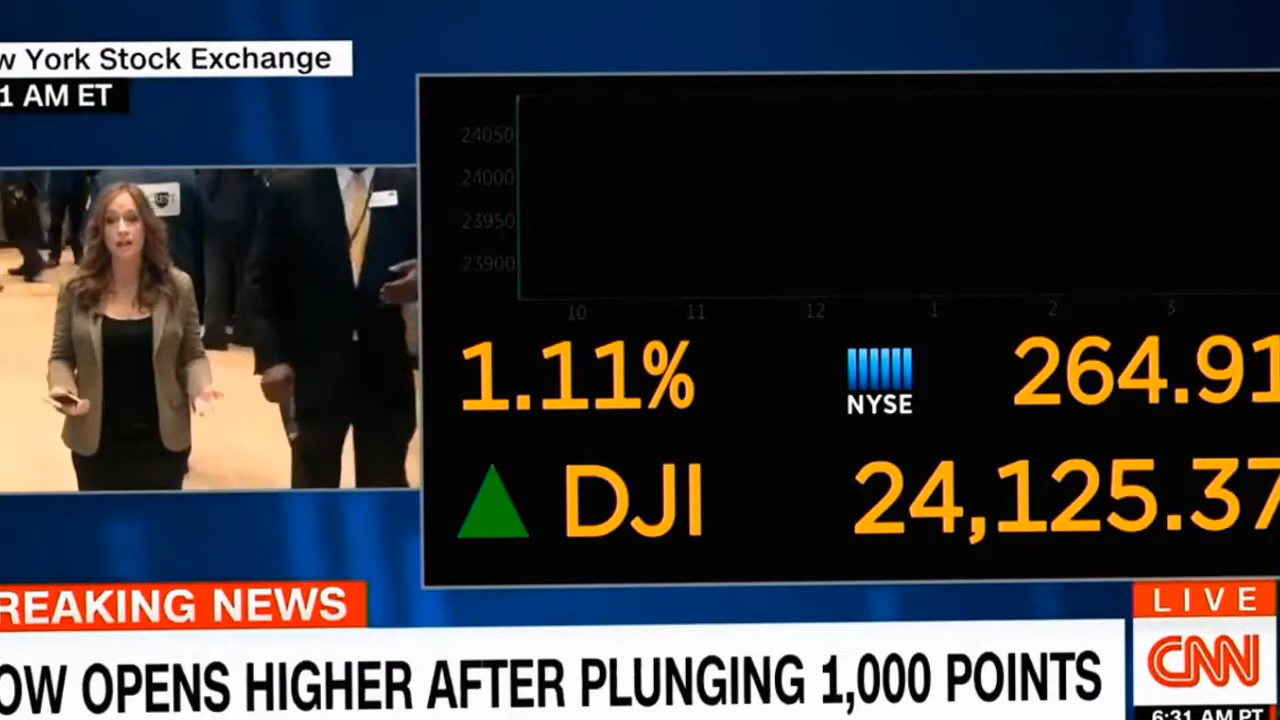 w York Stock Exchange
1 AM ET
24050
24000
23950
23900
10 11 12 1 2 3
1.11% NYSE 264.91
DJI 24,125.37
REAKING NEWS
LIVE
OW OPENS HIGHER AFTER PLUNGING 1,000 POINTS
CNN
6:31 AM PT